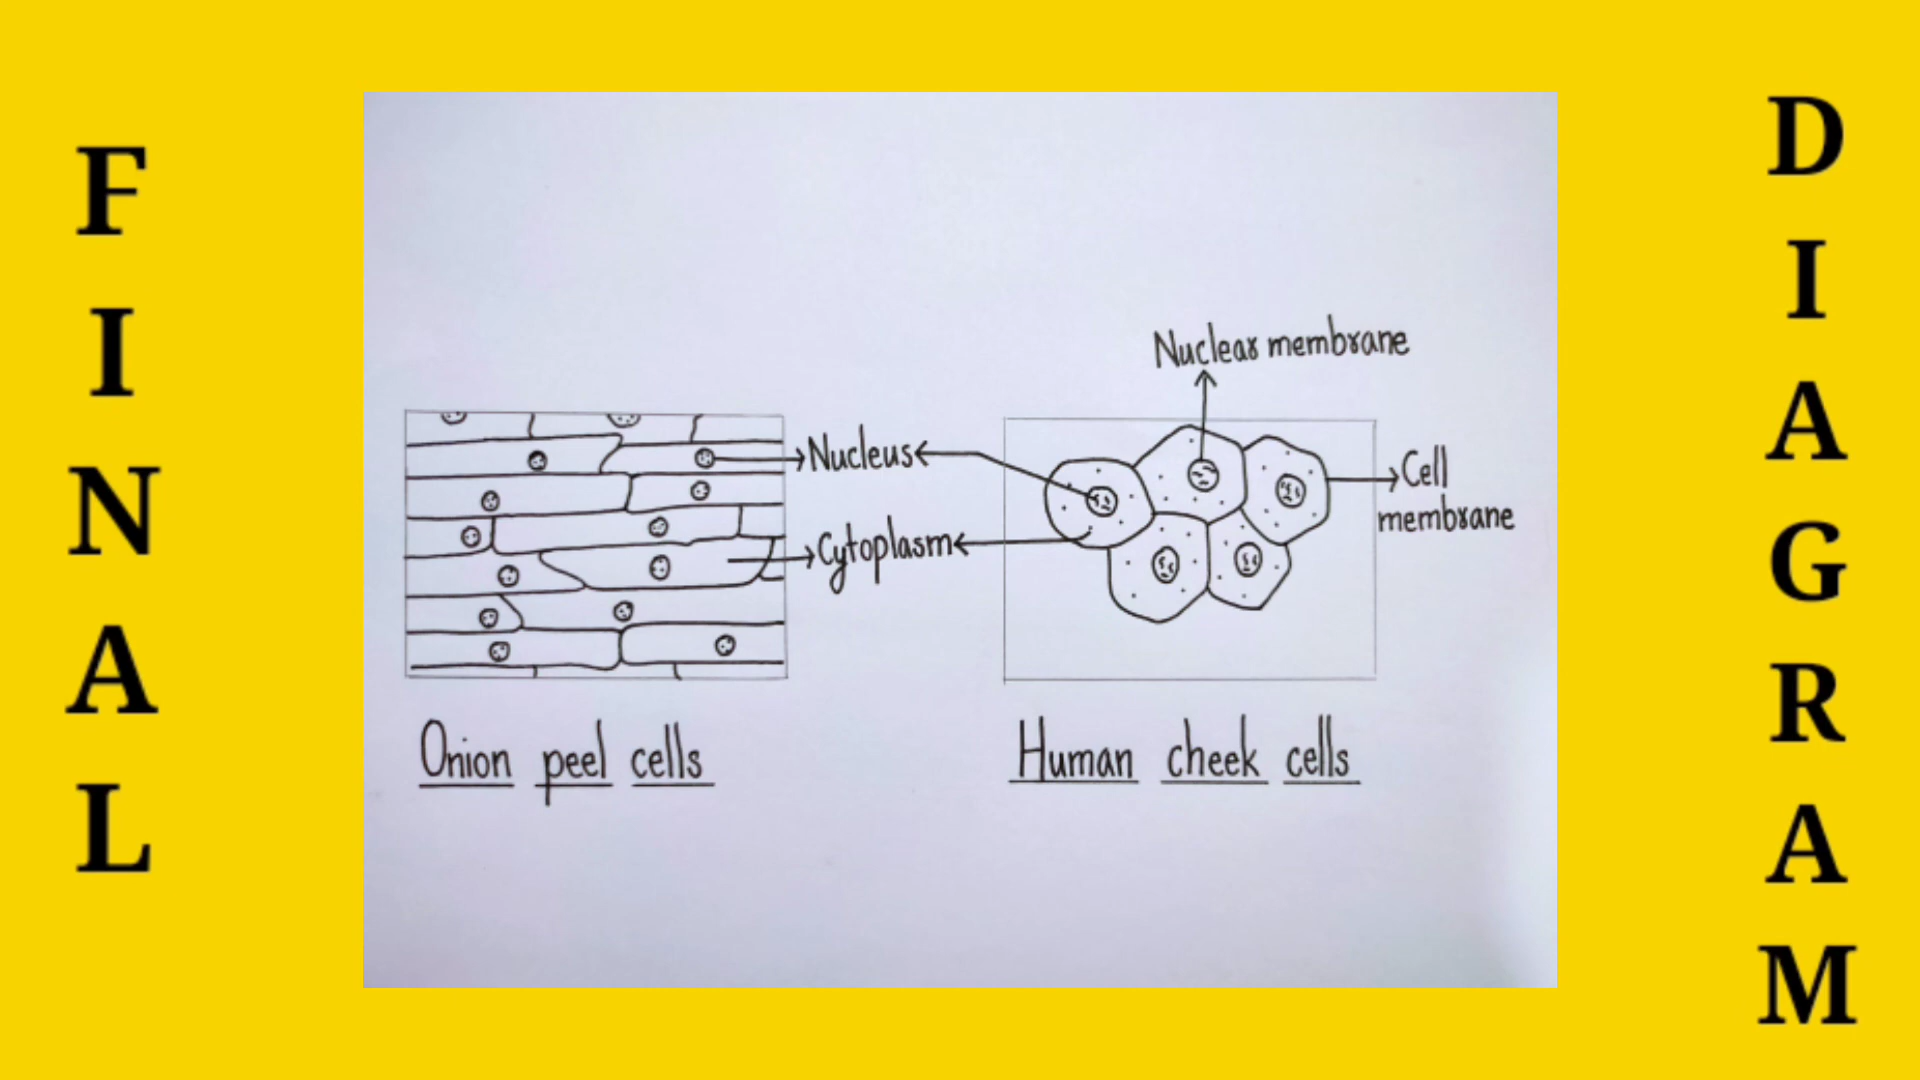 FINAL
Nuclear membrane
Nucleus
Cell
membrane
Cytoplasm
Onion peel cells
Human cheek cells
DIAGRAM